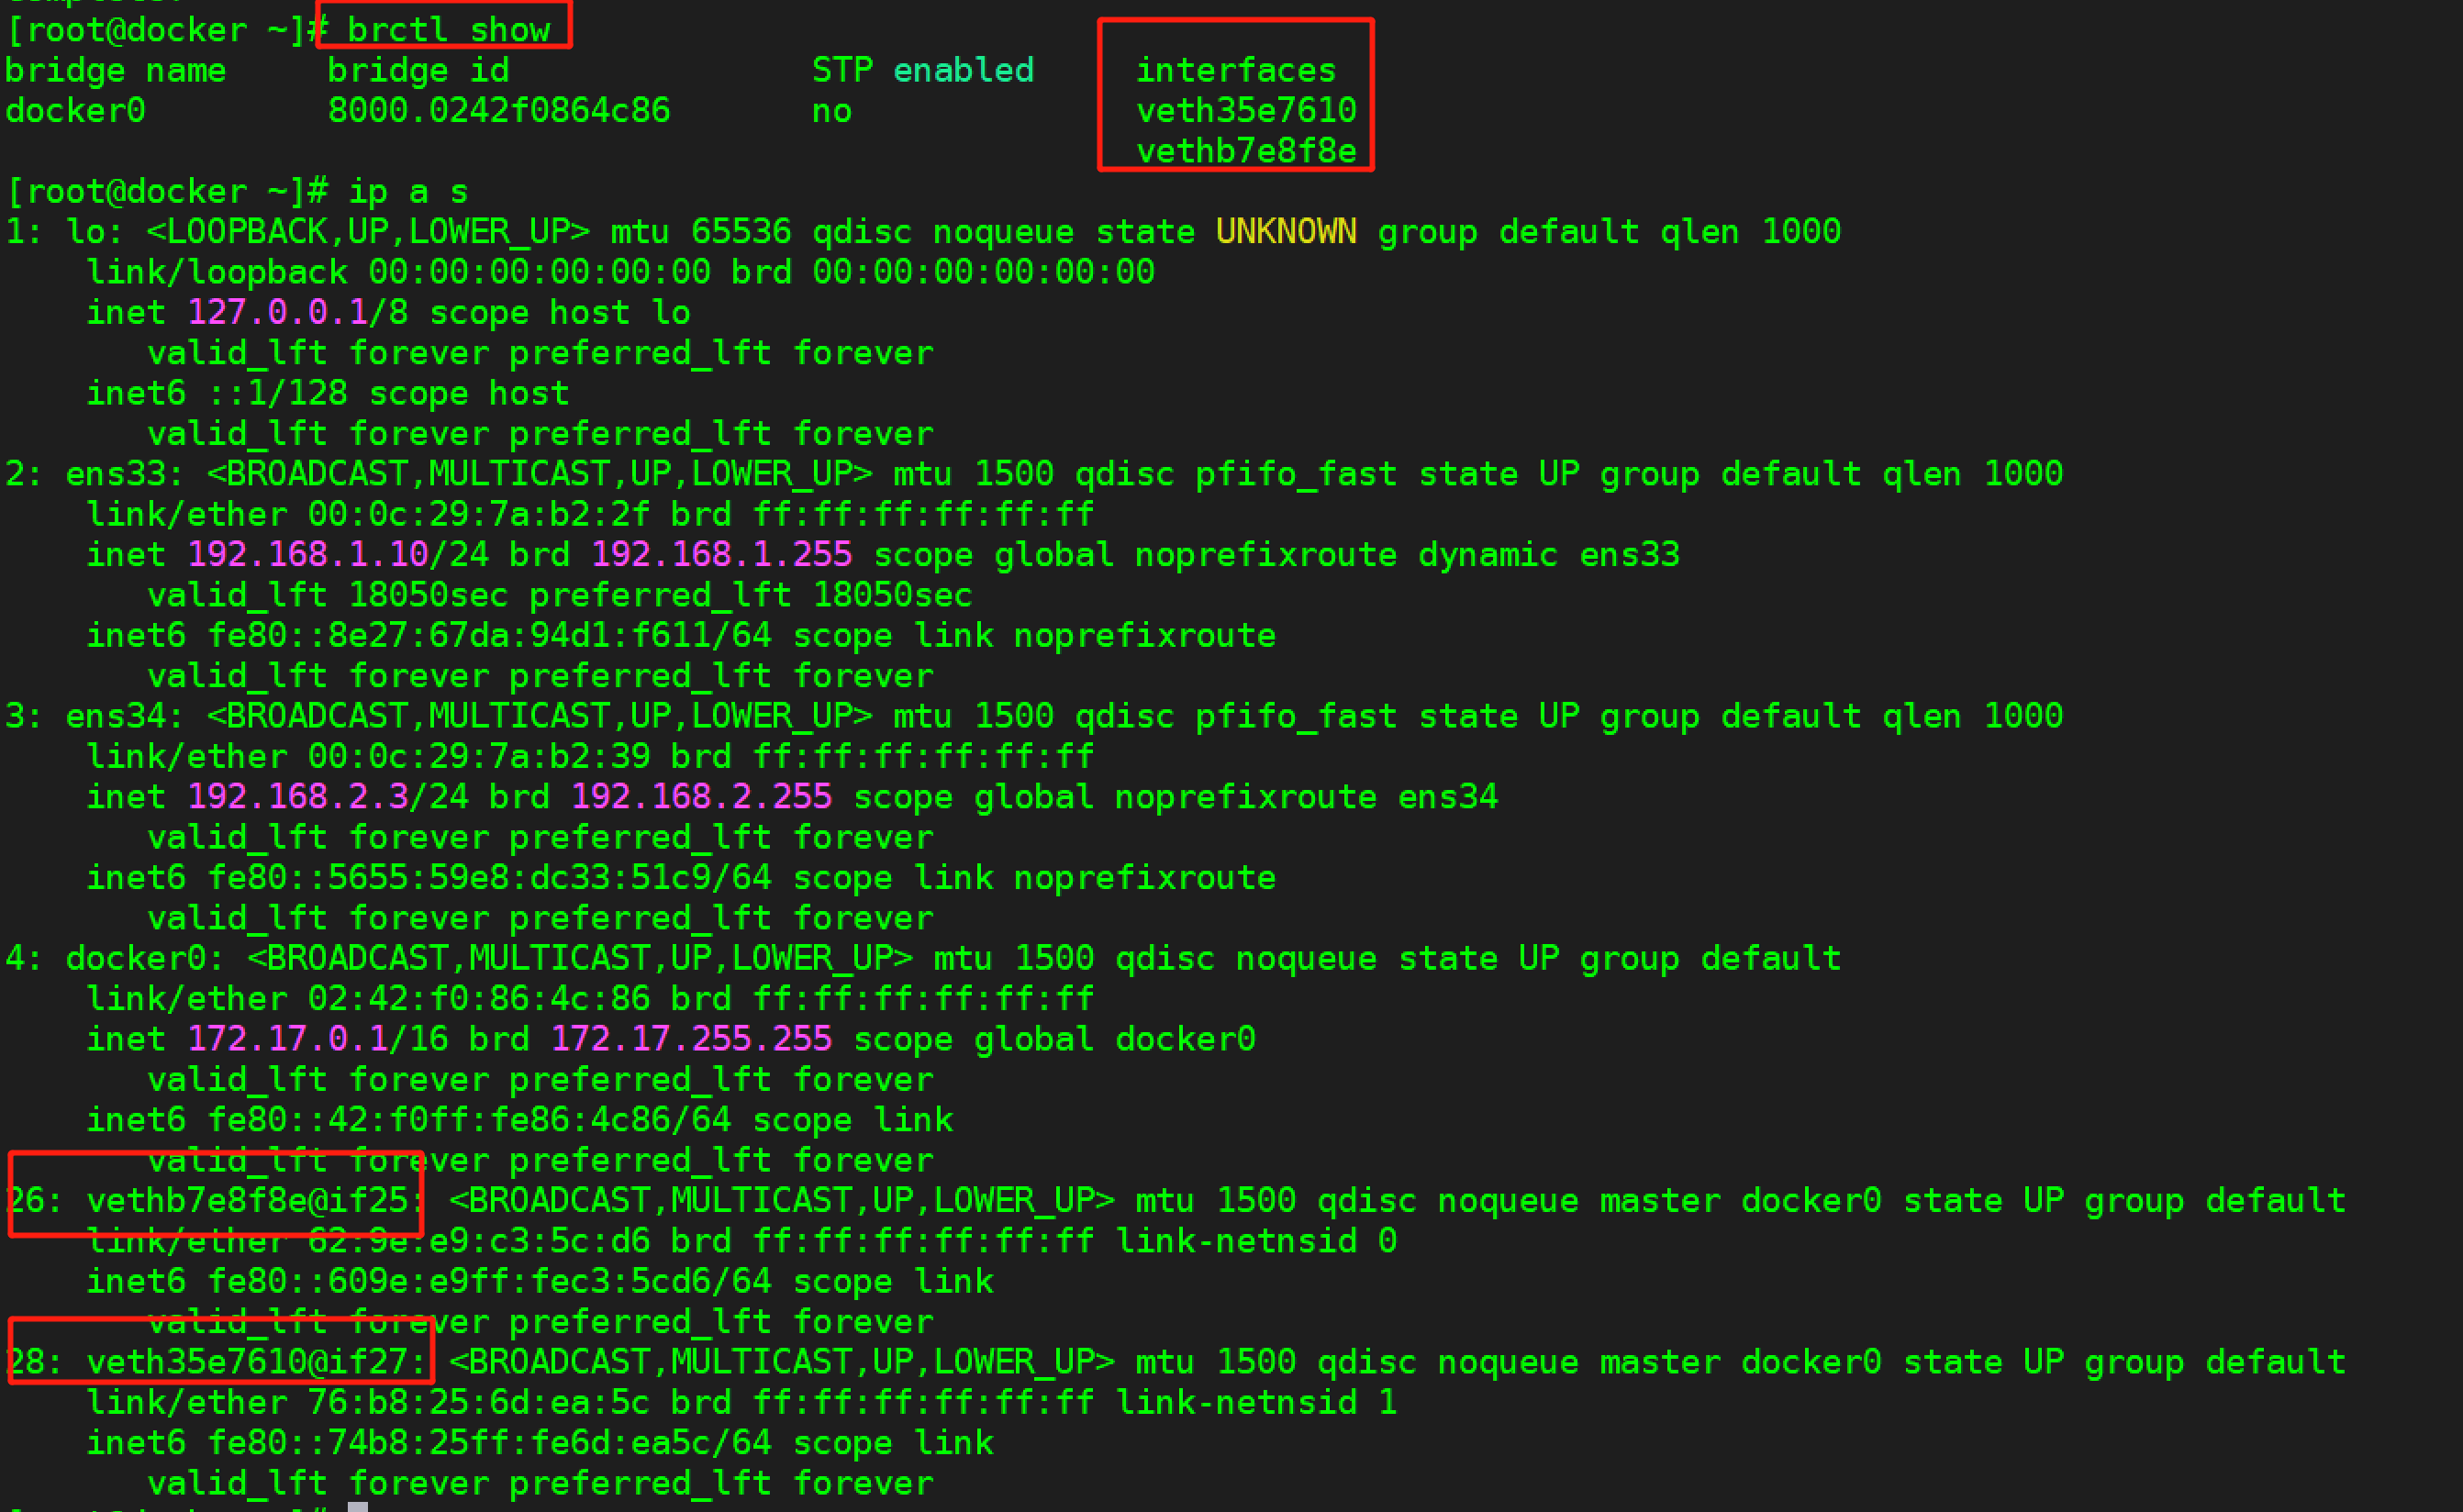 [root@docker ~]# brctl show
bridge name     bridge id               STP enabled     interfaces
docker0         8000.0242f0864c86       no              veth35e7610
                                                        vethb7e8f8e
[root@docker ~]# ip a s
1: lo: <LOOPBACK,UP,LOWER_UP> mtu 65536 qdisc noqueue state UNKNOWN group default qlen 1000
    link/loopback 00:00:00:00:00:00 brd 00:00:00:00:00:00
    inet 127.0.0.1/8 scope host lo
       valid_lft forever preferred_lft forever
    inet6 ::1/128 scope host
       valid_lft forever preferred_lft forever
2: ens33: <BROADCAST,MULTICAST,UP,LOWER_UP> mtu 1500 qdisc pfifo_fast state UP group default qlen 1000
    link/ether 00:0c:29:7a:b2:2f brd ff:ff:ff:ff:ff:ff
    inet 192.168.1.10/24 brd 192.168.1.255 scope global noprefixroute dynamic ens33
       valid_lft 18050sec preferred_lft 18050sec
    inet6 fe80::8e27:67da:94d1:f611/64 scope link noprefixroute
       valid_lft forever preferred_lft forever
3: ens34: <BROADCAST,MULTICAST,UP,LOWER_UP> mtu 1500 qdisc pfifo_fast state UP group default qlen 1000
    link/ether 00:0c:29:7a:b2:39 brd ff:ff:ff:ff:ff:ff
    inet 192.168.2.3/24 brd 192.168.2.255 scope global noprefixroute ens34
       valid_lft forever preferred_lft forever
    inet6 fe80::5655:59e8:dc33:51c9/64 scope link noprefixroute
       valid_lft forever preferred_lft forever
4: docker0: <BROADCAST,MULTICAST,UP,LOWER_UP> mtu 1500 qdisc noqueue state UP group default
    link/ether 02:42:f0:86:4c:86 brd ff:ff:ff:ff:ff:ff
    inet 172.17.0.1/16 brd 172.17.255.255 scope global docker0
       valid_lft forever preferred_lft forever
    inet6 fe80::42:f0ff:fe86:4c86/64 scope link
       valid_lft forever preferred_lft forever
26: vethb7e8f8e@if25: <BROADCAST,MULTICAST,UP,LOWER_UP> mtu 1500 qdisc noqueue master docker0 state UP group default
    link/ether 62:9e:e9:c3:5c:d6 brd ff:ff:ff:ff:ff:ff link-netnsid 0
    inet6 fe80::609e:e9ff:fec3:5cd6/64 scope link
       valid_lft forever preferred_lft forever
28: veth35e7610@if27: <BROADCAST,MULTICAST,UP,LOWER_UP> mtu 1500 qdisc noqueue master docker0 state UP group default
    link/ether 76:b8:25:6d:ea:5c brd ff:ff:ff:ff:ff:ff link-netnsid 1
    inet6 fe80::74b8:25ff:fe6d:ea5c/64 scope link
       valid_lft forever preferred_lft forever